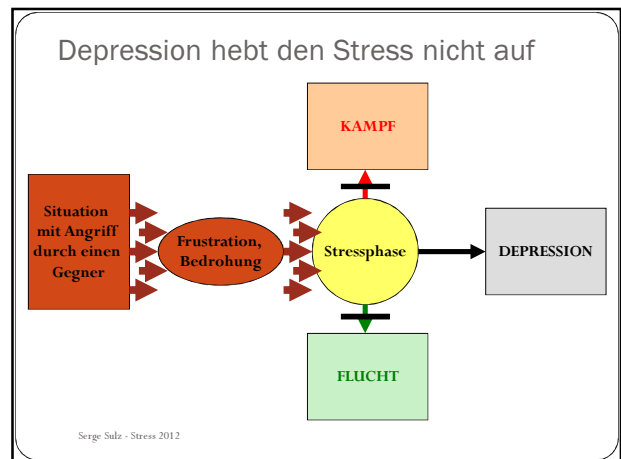 Depression hebt den Stress nicht auf
KAMPF
Situation
mit Angriff
durch einen
Gegner
Frustration,
Bedrohung
Stressphase
DEPRESSION
FLUCHT
Serge Sulz - Stress 2012